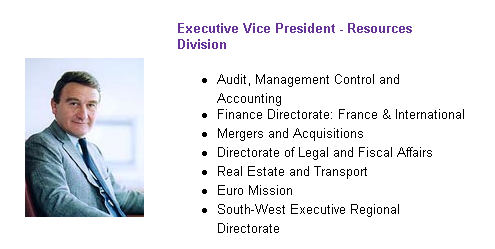 Executive Vice President - Resources
Division
Audit, Management Control and
Accounting
Finance Directorate: France & International
Mergers and Acquisitions
Directorate of Legal and Fiscal Affairs
Real Estate and Transport
Euro Mission
South-West Executive Regional
Directorate